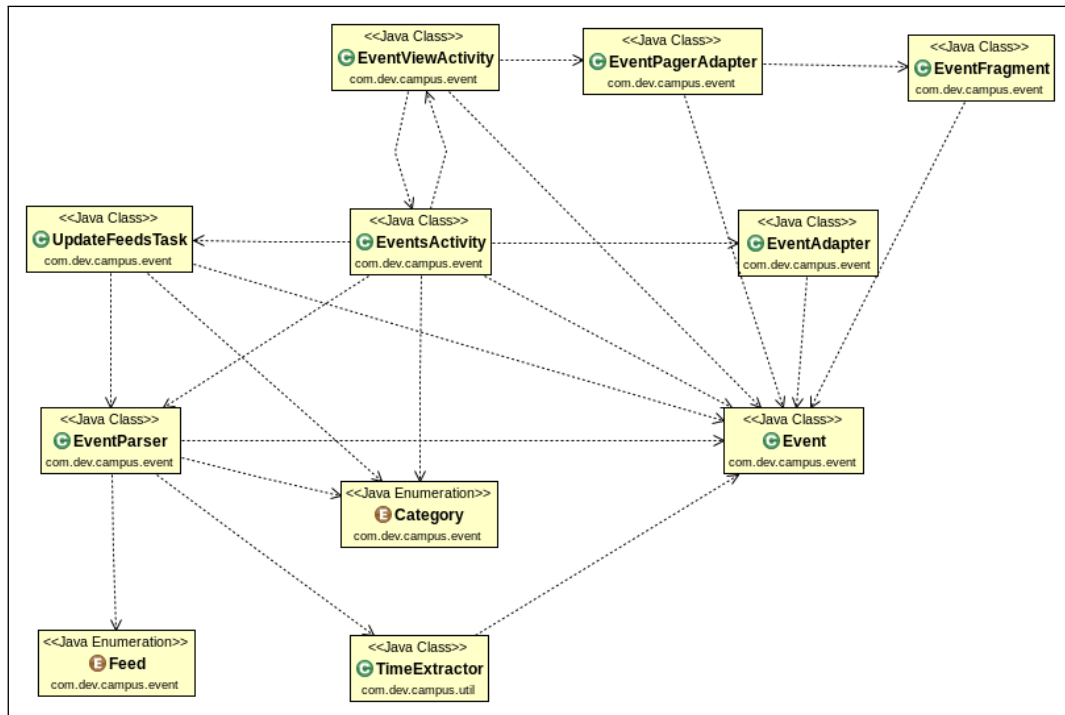 <<Java Class>>
C EventViewActivity
com.dev.campus.event
<<Java Class>>
C EventPagerAdapter
com.dev.campus.event
<<Java Class>>
C EventFragment
com.dev.campus.event
<<Java Class>>
C UpdateFeedsTask
com.dev.campus.event
<<Java Class>>
C EventsActivity
com.dev.campus.event
<<Java Class>>
C EventAdapter
com.dev.campus.event
<<Java Class>>
C EventParser
com.dev.campus.event
<<Java Class>>
C Event
com.dev.campus.event
<<Java Enumeration>>
E Category
com.dev.campus.event
<<Java Enumeration>>
E Feed
com.dev.campus.event
<<Java Class>>
C TimeExtractor
com.dev.campus.util